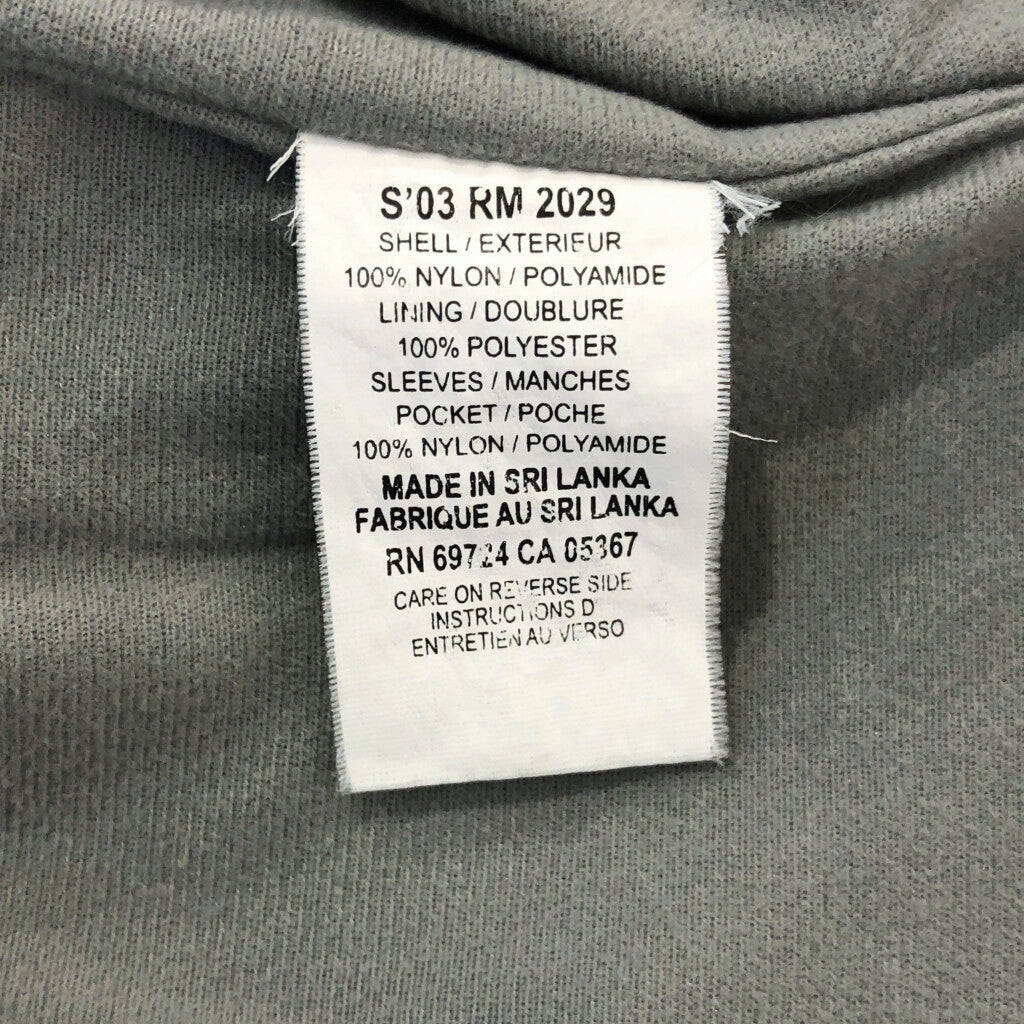 S'03 RM 2029
SHELL / EXTERIEUR
100% NYLON / POLYAMIDE
LINING / DOUBLURE
100% POLYESTER
SLEEVES / MANCHES
POCKET / POCHE
100% NYLON / POLYAMIDE
MADE IN SRI LANKA
FABRIQUE AU SRI LANKA
RN 69724 CA 05367
CARE ON REVERSE SIDE
INSTRUCTIONS D'
ENTRETIEN AU VERSO